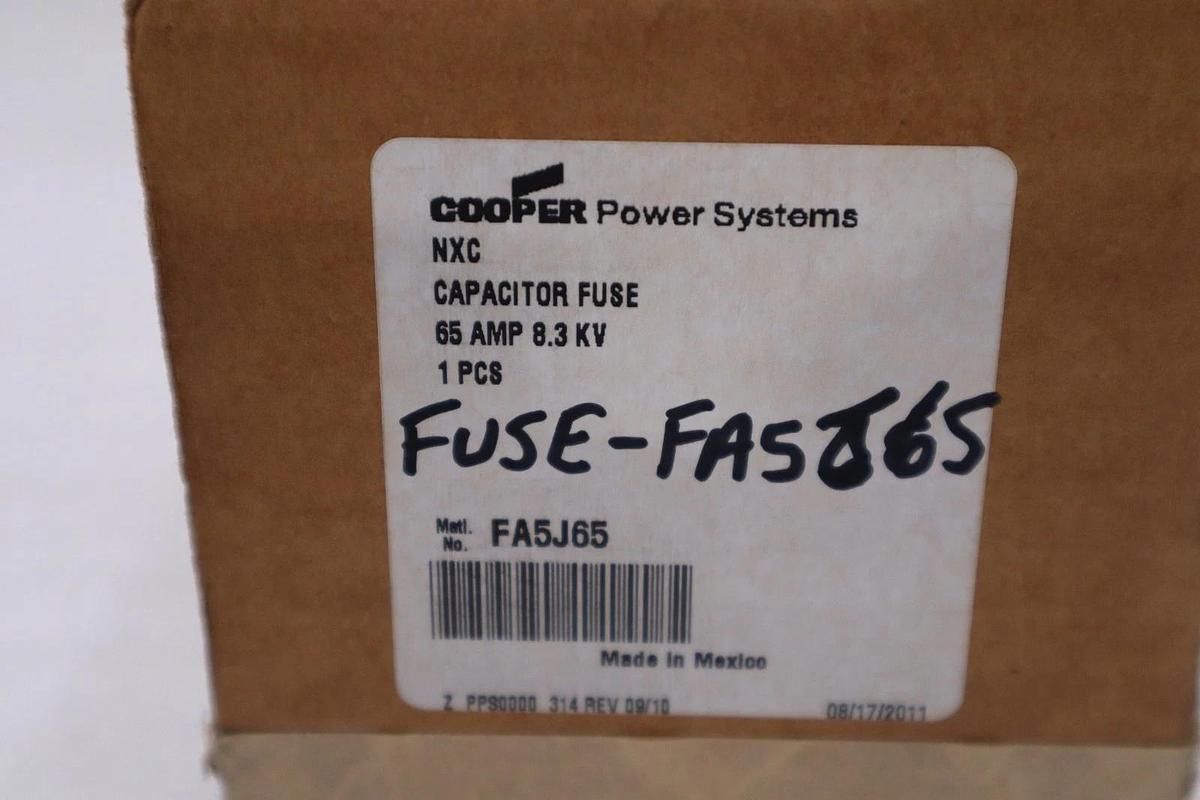 COOPER Power Systems
NXC
CAPACITOR FUSE
65 AMP 8.3 KV
1 PCS
FUSE-FA5J65
Matl. No. FA5J65
Made in Mexico
Z PPS0000 314 REV 09/10 08/17/2011